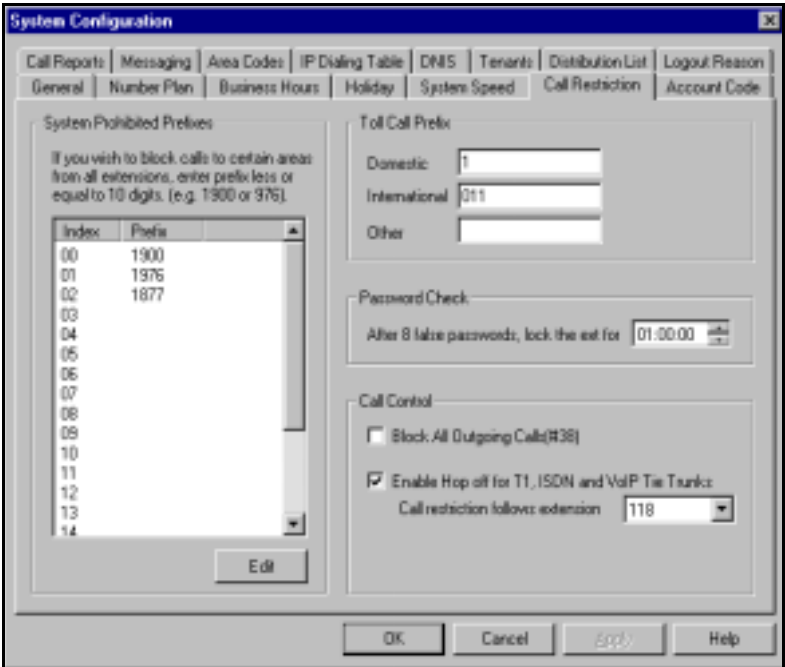 System Configuration
Call Reports Messaging Area Codes IP Dialing Table DNIS Tenants Distribution List Logout Reason
General Number Plan Business Hours Holiday System Speed Call Restriction Account Code
System Prohibited Prefixes
If you wish to block calls to certain areas
from all extensions, enter prefix less or
equal to 10 digits. (e.g. 1900 or 976).
Index Prefix
00 1900
01 1976
02 1877
03
04
05
06
07
08
09
10
11
12
13
14
Edit
Toll Call Prefix
Domestic 1
International 011
Other
Password Check
After 8 false passwords, lock the ext for 01:00:00
Call Control
Block All Outgoing Calls(#38)
Enable Hop off for T1, ISDN and VoIP Tie Trunks
Call restriction follows extension 118
OK Cancel Apply Help